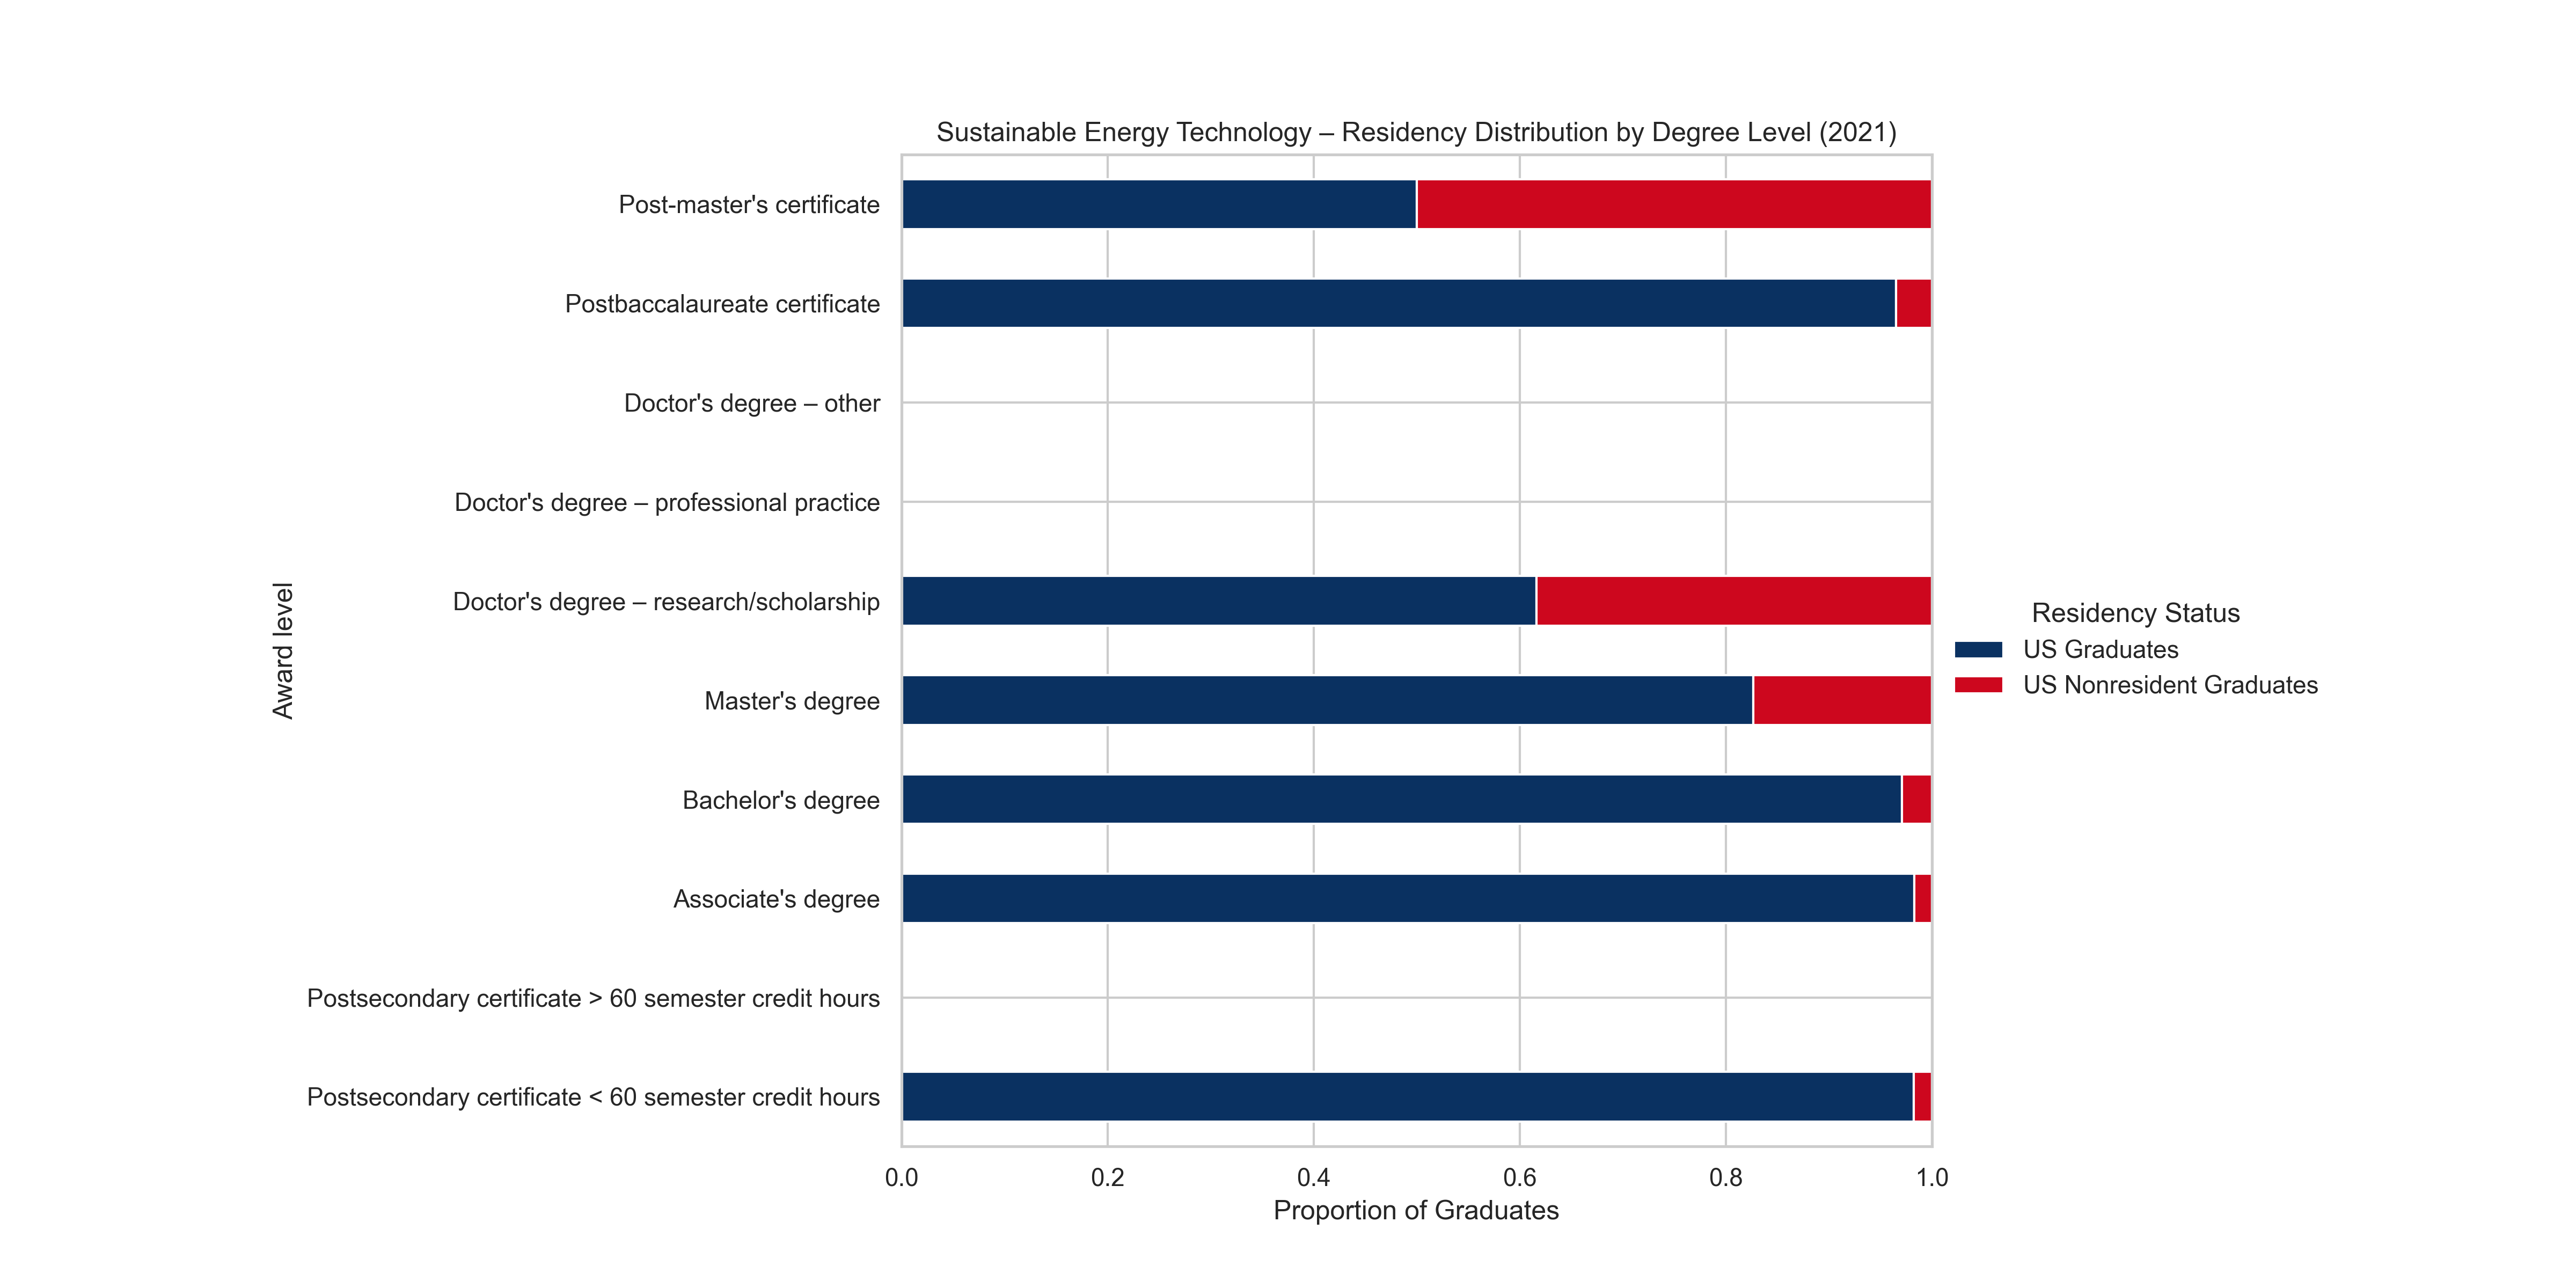 Sustainable Energy Technology – Residency Distribution by Degree Level (2021)
Award level
Post-master's certificate
Postbaccalaureate certificate
Doctor's degree – other
Doctor's degree – professional practice
Doctor's degree – research/scholarship
Master's degree
Bachelor's degree
Associate's degree
Postsecondary certificate > 60 semester credit hours
Postsecondary certificate < 60 semester credit hours
0.0 0.2 0.4 0.6 0.8 1.0
Proportion of Graduates
Residency Status
US Graduates
US Nonresident Graduates